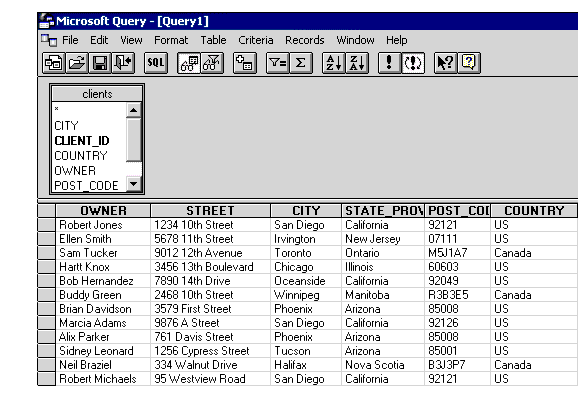 Microsoft Query - [Query1]
File Edit View Format Table Criteria Records Window Help
SQL
clients
*
CITY
CLIENT_ID
COUNTRY
OWNER
POST_CODE
OWNER STREET CITY STATE_PROV POST_COD COUNTRY
Robert Jones 1234 10th Street San Diego California 92121 US
Ellen Smith 5678 11th Street Irvington New Jersey 07111 US
Sam Tucker 9012 12th Avenue Toronto Ontario M5J1A7 Canada
Hartt Knox 3456 13th Boulevard Chicago Illinois 60603 US
Bob Hernandez 7890 14th Drive Oceanside California 92049 US
Buddy Green 2468 10th Street Winnipeg Manitoba R3B3E5 Canada
Brian Davidson 3579 First Street Phoenix Arizona 85008 US
Marcia Adams 9876 A Street San Diego California 92126 US
Alix Parker 761 Davis Street Phoenix Arizona 85008 US
Sidney Leonard 1256 Cypress Street Tucson Arizona 85001 US
Neil Braziel 334 Walnut Drive Halifax Nova Scotia B3J3P7 Canada
Robert Michaels 95 Westview Road San Diego California 92121 US